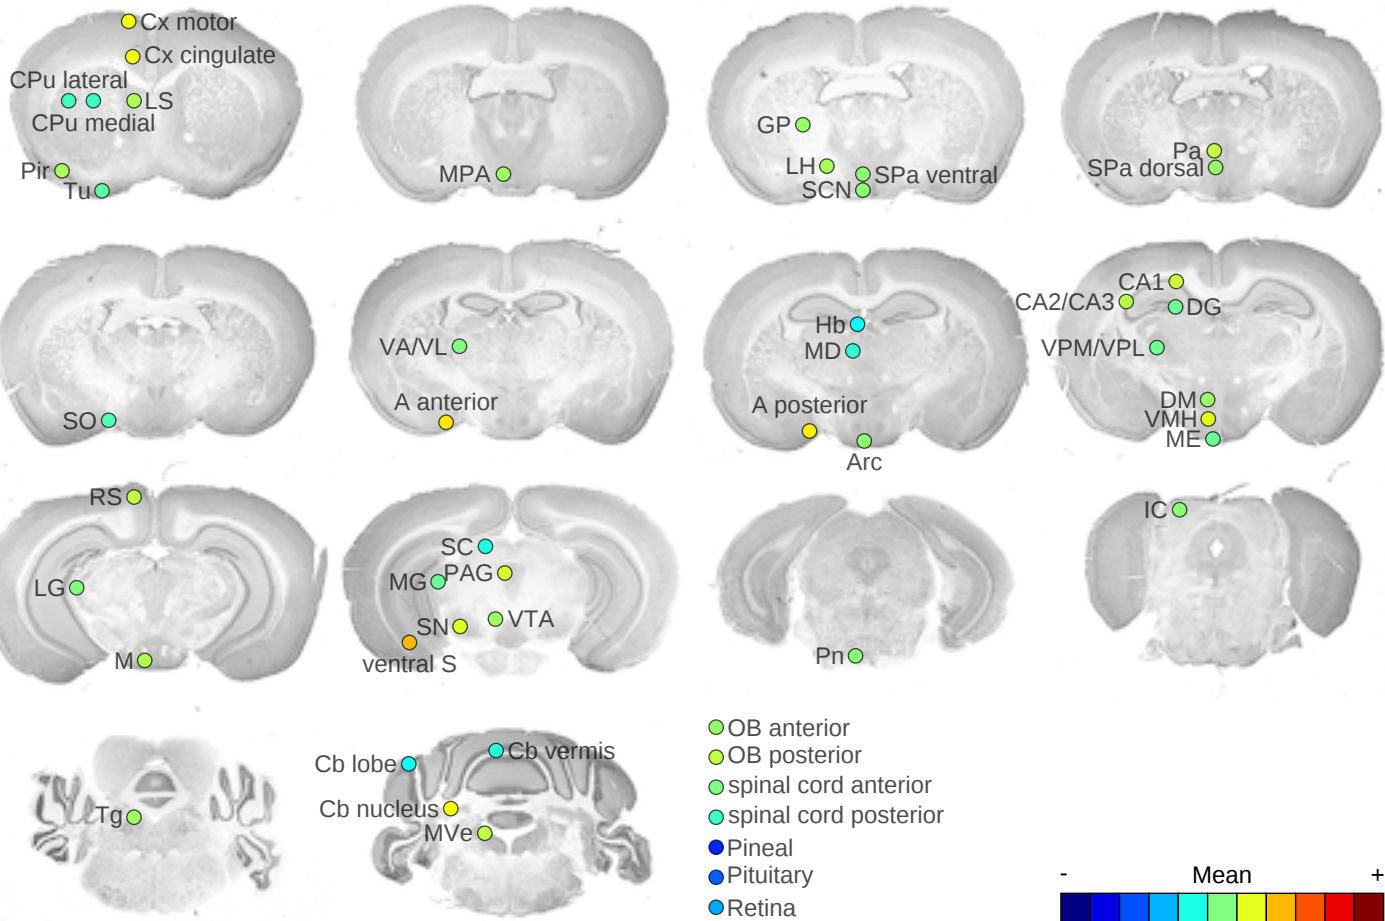 Cx motor
Cx cingulate
CPu lateral
LS
CPu medial
Pir
Tu
MPA
GP
LH
SPa ventral
SCN
Pa
SPa dorsal
SO
VA/VL
A anterior
Hb
MD
A posterior
Arc
CA1
CA2/CA3
DG
VPM/VPL
DM
VMH
ME
RS
LG
M
SC
MG
PAG
SN
VTA
ventral S
Pn
IC
Tg
Cb lobe
Cb vermis
Cb nucleus
MVe
OB anterior
OB posterior
spinal cord anterior
spinal cord posterior
Pineal
Pituitary
Retina
- Mean +